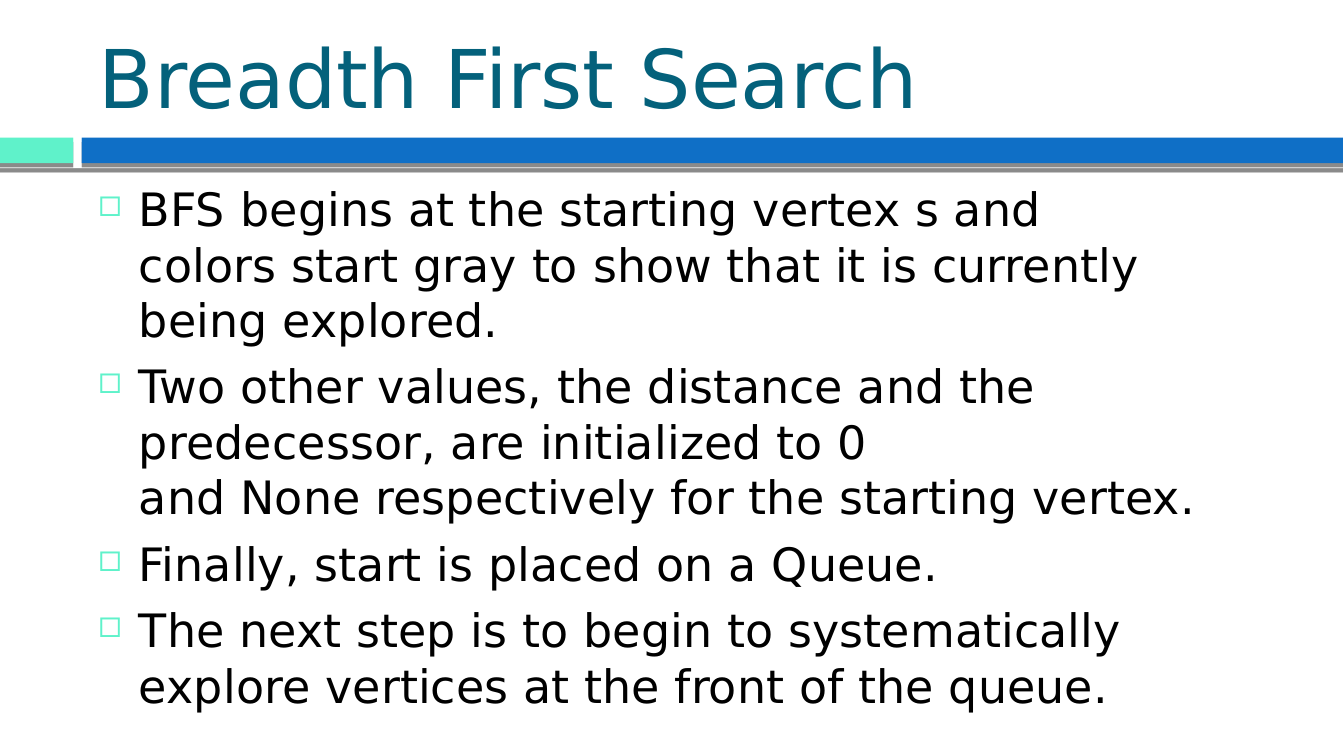 Breadth First Search
BFS begins at the starting vertex s and
colors start gray to show that it is currently
being explored.
Two other values, the distance and the
predecessor, are initialized to 0
and None respectively for the starting vertex.
Finally, start is placed on a Queue.
The next step is to begin to systematically
explore vertices at the front of the queue.